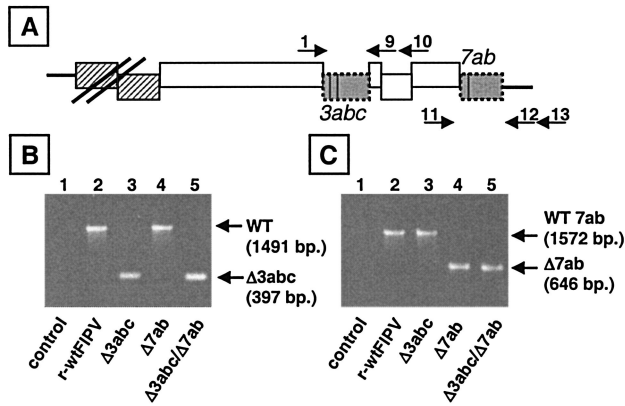 A
1 9 10 7ab
3abc
11 12 13
B
1 2 3 4 5
WT
(1491 bp.)
Δ3abc
(397 bp.)
control r-wtFIPV Δ3abc Δ7ab Δ3abc/Δ7ab
C
1 2 3 4 5
WT 7ab
(1572 bp.)
Δ7ab
(646 bp.)
control r-wtFIPV Δ3abc Δ7ab Δ3abc/Δ7ab